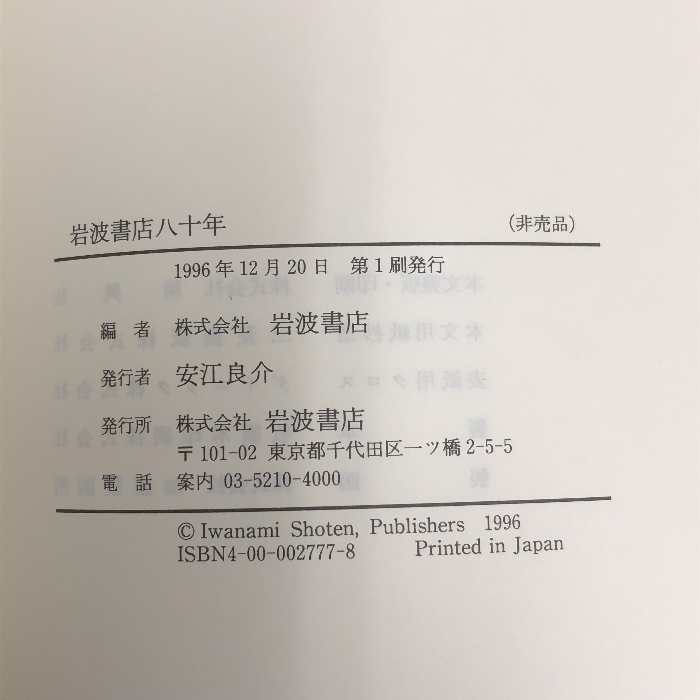 岩波書店八十年 (非売品)
1996年12月20日 第1刷発行
編者 株式会社 岩波書店
発行者 安江良介
発行所 株式会社 岩波書店
〒101-02 東京都千代田区一ツ橋2-5-5
電話 案内 03-5210-4000
© Iwanami Shoten, Publishers 1996
ISBN4-00-002777-8 Printed in Japan